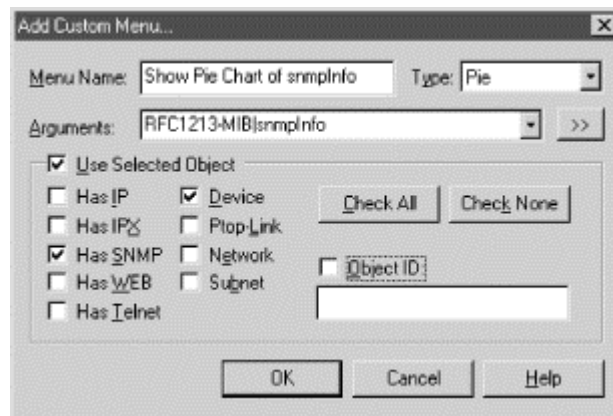 Add Custom Menu...
Menu Name: Show Pie Chart of snmpInfo Type: Pie
Arguments: RFC1213-MIB|snmpInfo >>
Use Selected Object
Has IP Device Check All Check None
Has IPX Ptop-Link
Has SNMP Network Object ID:
Has WEB Subnet
Has Telnet
OK Cancel Help